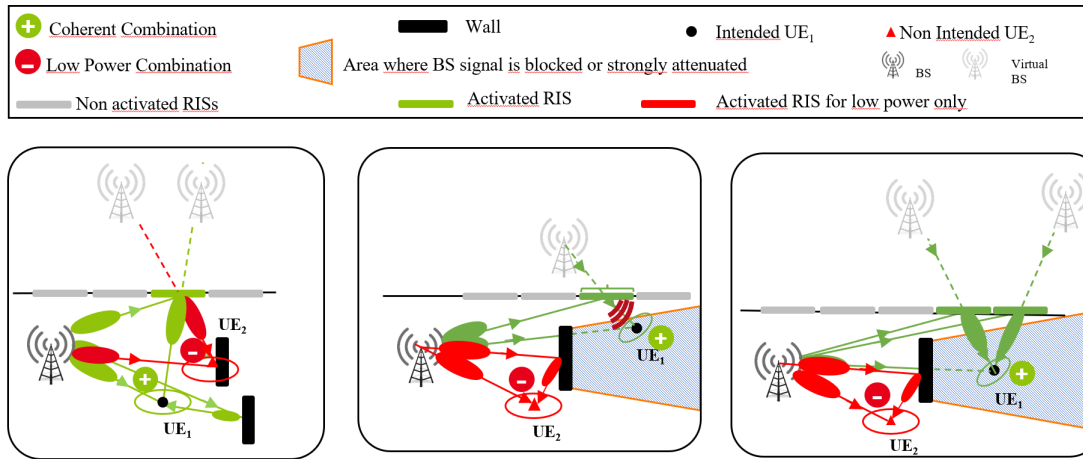 + Coherent Combination
Wall
Intended UE₁
Non Intended UE₂
- Low Power Combination
Area where BS signal is blocked or strongly attenuated
BS
Virtual
BS
Non activated RISs
Activated RIS
Activated RIS for low power only
UE₂
-
+
UE₁
UE₁
+
-
UE₂
UE₁
+
-
UE₂